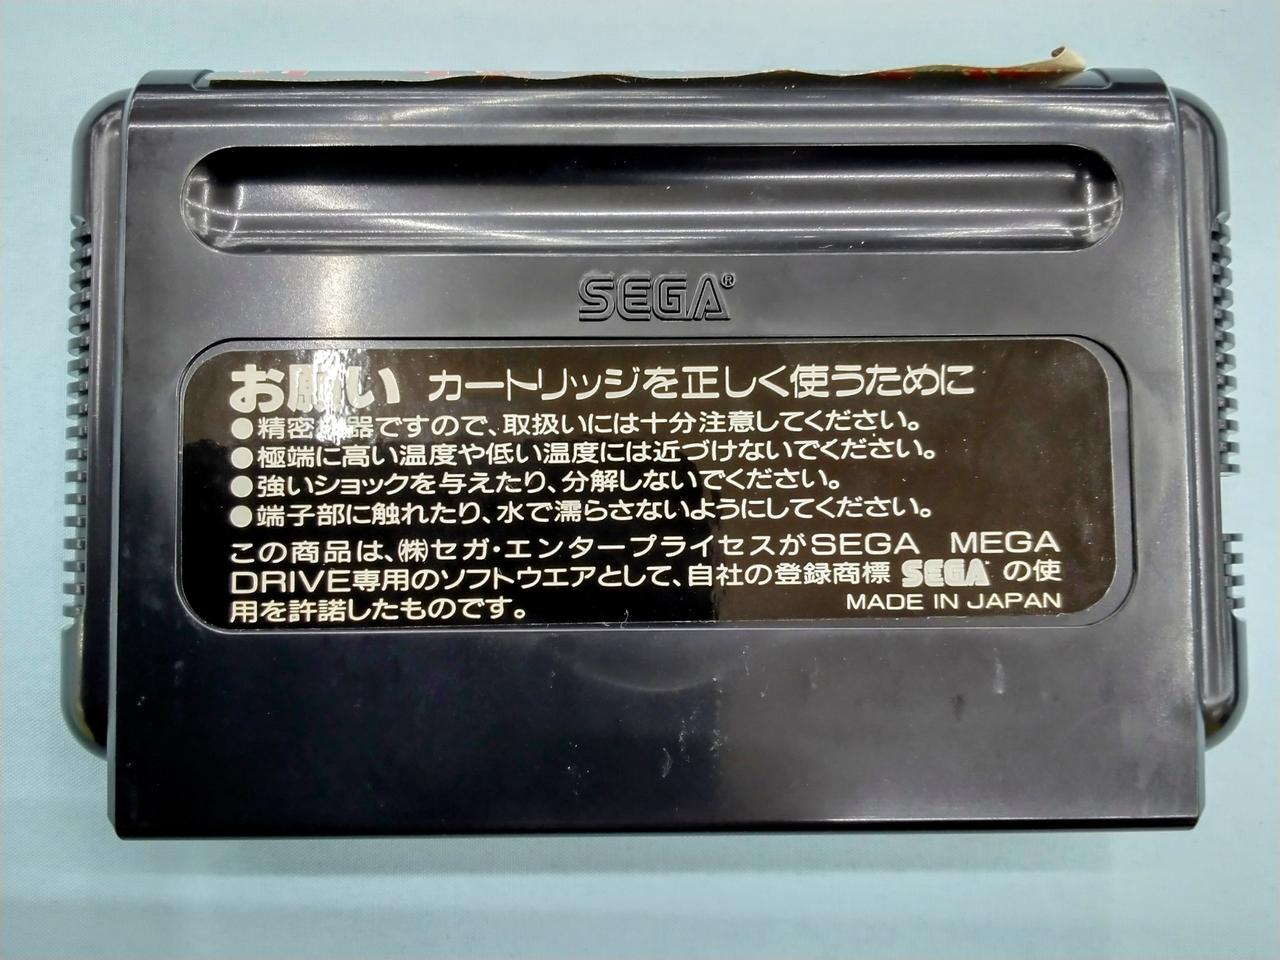 SEGA®
お願い カートリッジを正しく使うために
●精密機器ですので、取扱いには十分注意してください。
●極端に高い温度や低い温度には近づけないでください。
●強いショックを与えたり、分解しないでください。
●端子部に触れたり、水で濡らさないようにしてください。
この商品は、㈱セガ・エンタープライセスがSEGA MEGA
DRIVE専用のソフトウエアとして、自社の登録商標 SEGA の使
用を許諾したものです。
MADE IN JAPAN